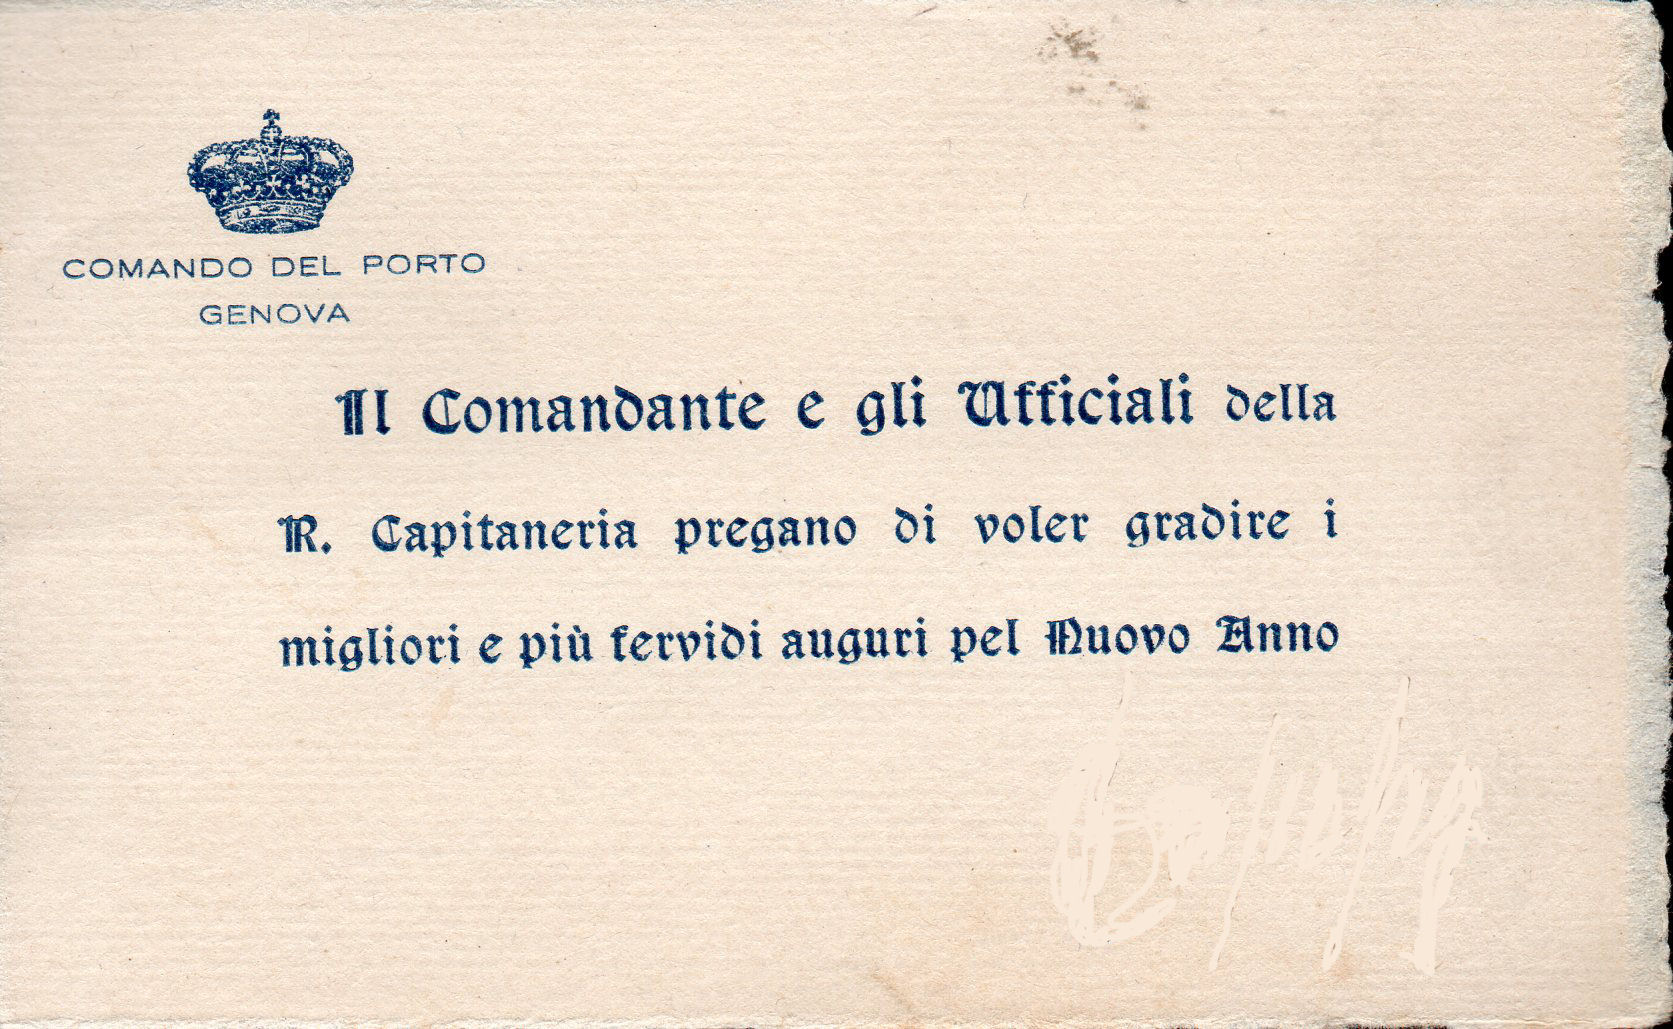 COMANDO DEL PORTO
GENOVA
Il Comandante e gli Ufficiali della
R. Capitaneria pregano di voler gradire i
migliori e più fervidi auguri pel Nuovo Anno